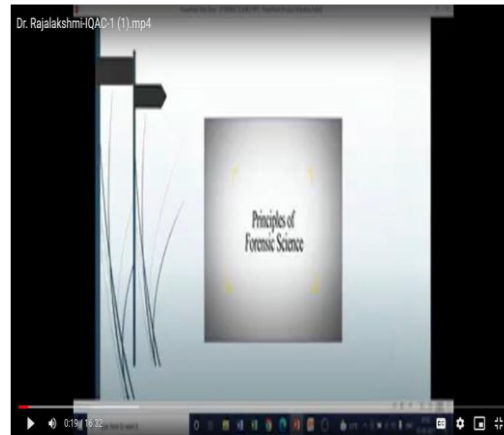 Dr. Rajalakshmi-IQAC-1 (1).mp4
Principles of
Forensic Science
0:19 / 16:32